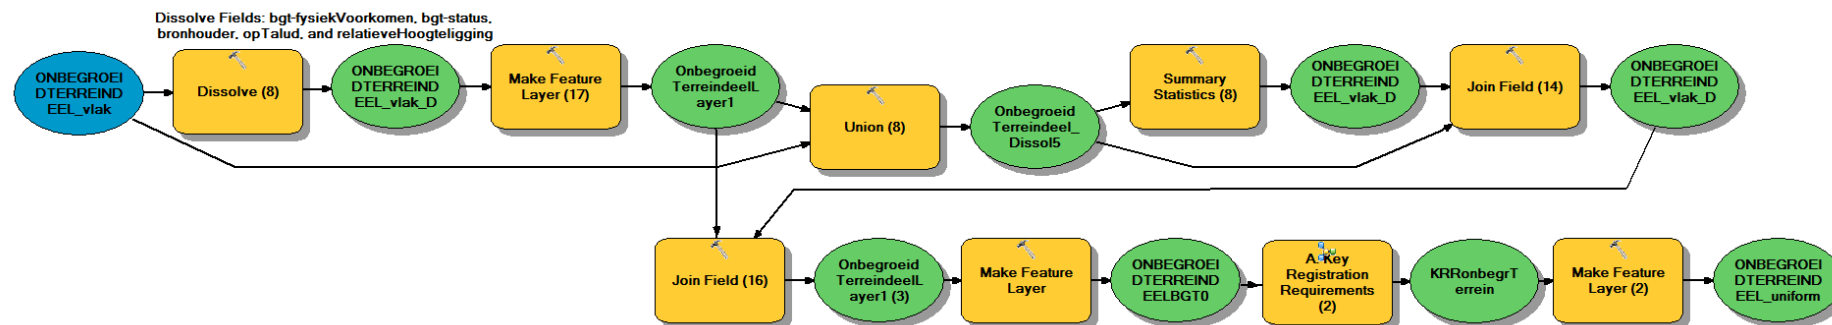 Dissolve Fields: bgt-fysiekVoorkomen, bgt-status,
bronhouder, opTalud, and relatieveHoogteligging
ONBEGROEI
DTERREIND
EEL_vlak
Dissolve (8)
ONBEGROEI
DTERREIND
EEL_vlak_D
Make Feature
Layer (17)
Onbegroeid
TerreindeelL
ayer1
Union (8)
Onbegroeid
Terreindeel_
Dissol5
Summary
Statistics (8)
ONBEGROEI
DTERREIND
EEL_vlak_D
Join Field (14)
ONBEGROEI
DTERREIND
EEL_vlak_D
Join Field (16)
Onbegroeid
TerreindeelL
ayer1 (3)
Make Feature
Layer
ONBEGROEI
DTERREIND
EELBGT0
A. Key
Registration
Requirements
(2)
KRRonbegrT
errein
Make Feature
Layer (2)
ONBEGROEI
DTERREIND
EEL_uniform